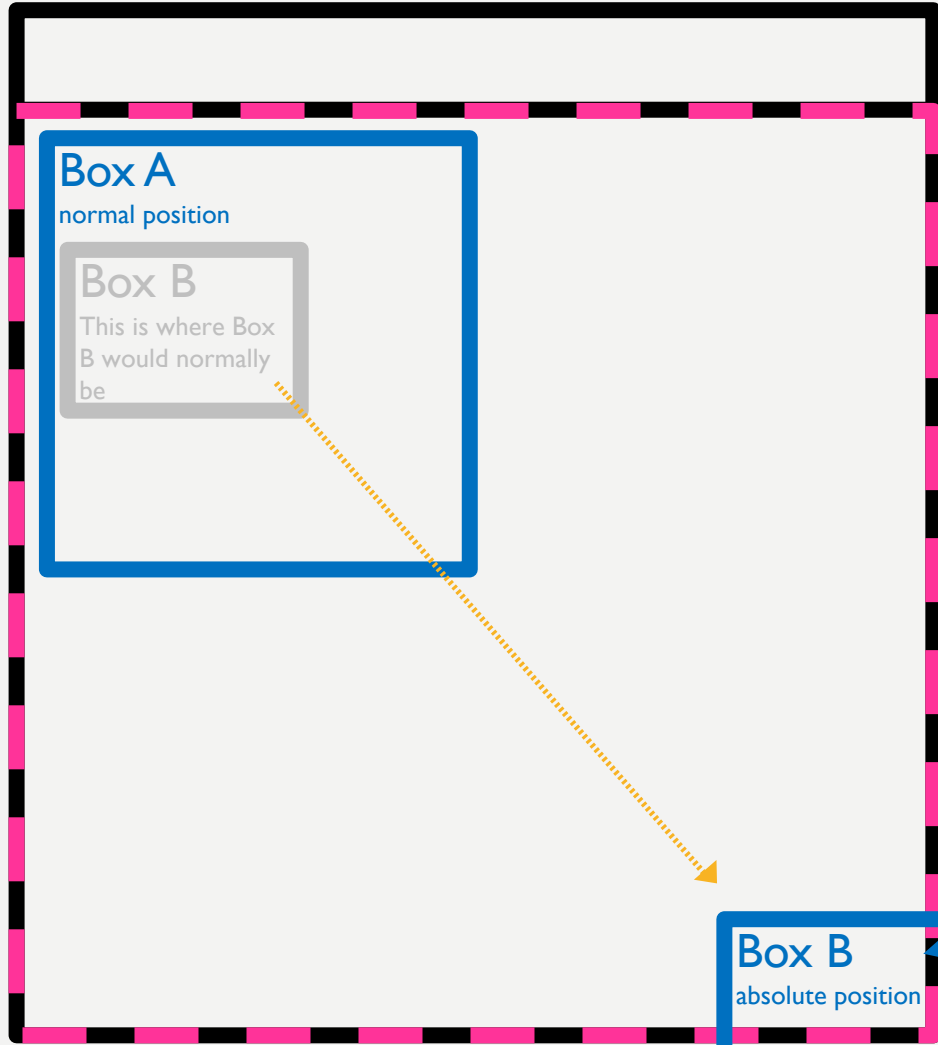 Box A
normal position
Box B
This is where Box
B would normally
be
Box B
absolute position